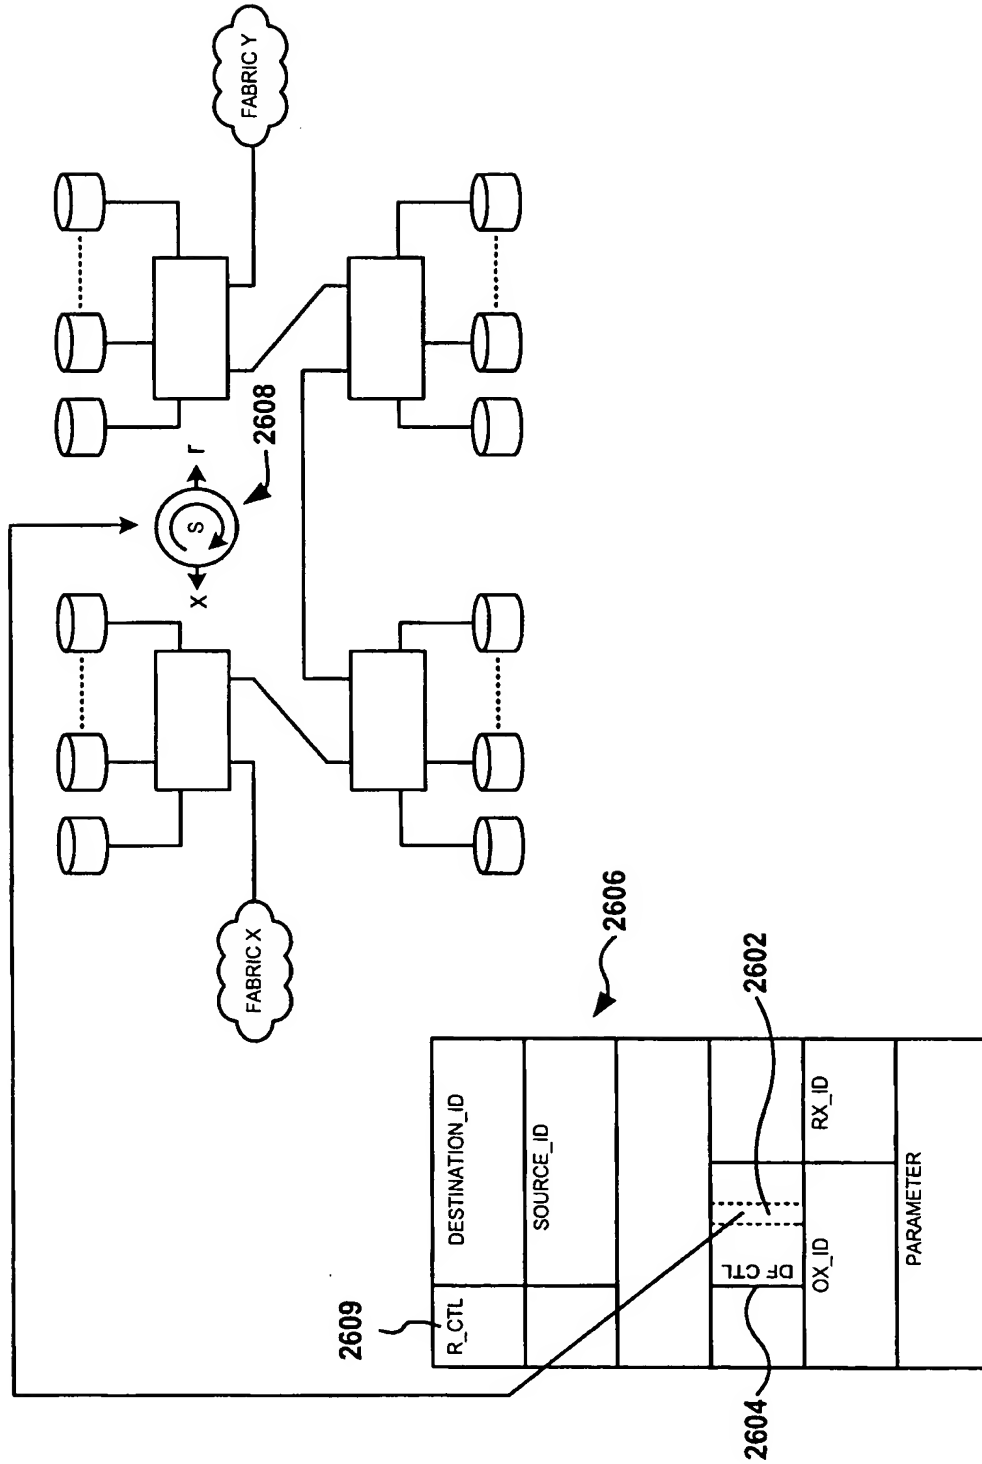 FABRIC X
FABRIC Y
X
S
r
2608
2606
2609
R_CTL
DESTINATION_ID
SOURCE_ID
DF CTL
2602
2604
OX_ID
RX_ID
PARAMETER